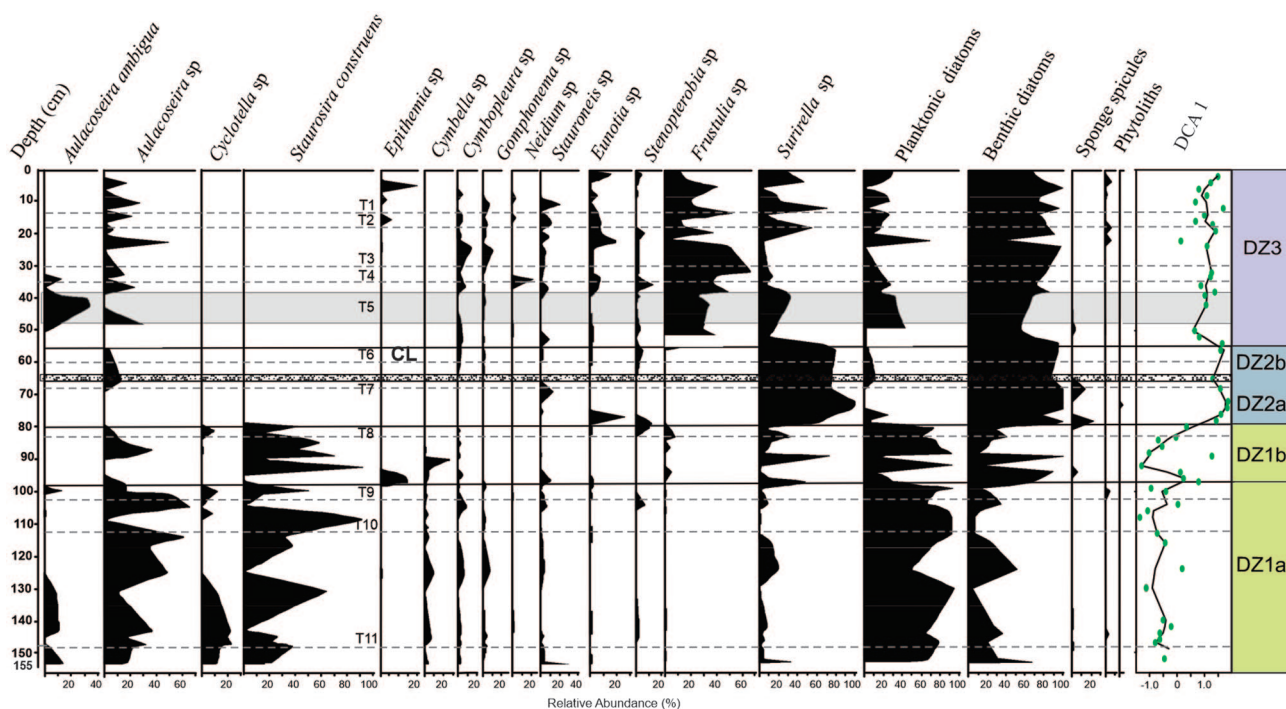 Depth (cm)
Aulacoseira ambigua
Aulacoseira sp
Cyclotella sp
Staurosira construens
Epithemia sp
Cymbella sp
Cymbopleura sp
Gomphonema sp
Neidium sp
Stauroneis sp
Eunotia sp
Stenopterobia sp
Frustulia sp
Surirella sp
Planktonic diatoms
Benthic diatoms
Sponge spicules
Phytoliths
DCA 1
0
10
20
30
40
50
60
70
80
90
100
110
120
130
140
150
155
T1
T2
T3
T4
T5
T6
CL
T7
T8
T9
T10
T11
DZ3
DZ2b
DZ2a
DZ1b
DZ1a
20 40
20 40 60
20
20 40 60 80 100
20
20
20
20
20
20 40
20
20
20 40 60
20 40 60 80
20 40 60 80 100
20 40 60 80 100
20
-1.0 0 1.0
Relative Abundance (%)